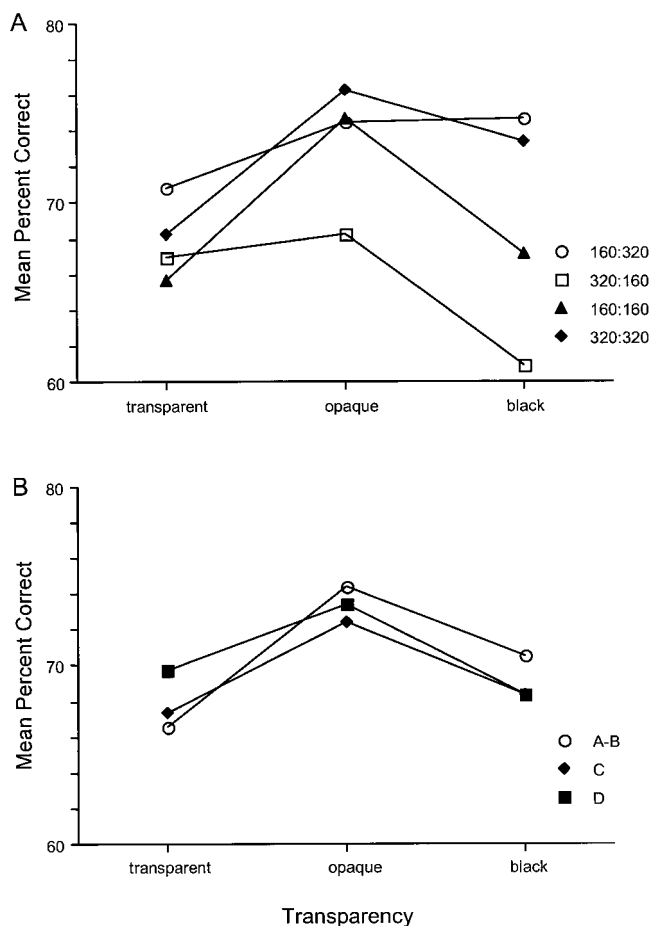 A
80
70
60
Mean Percent Correct
160:320
320:160
160:160
320:320
transparent opaque black
B
80
70
60
Mean Percent Correct
A-B
C
D
transparent opaque black
Transparency